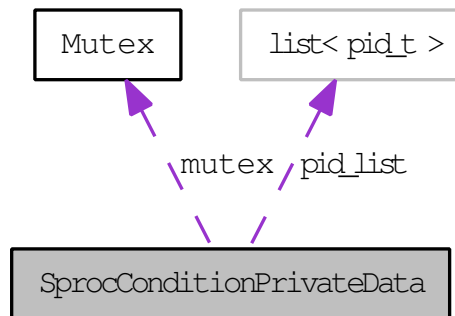 Mutex
list< pid_t >
mutex
pid_list
SprocConditionPrivateData